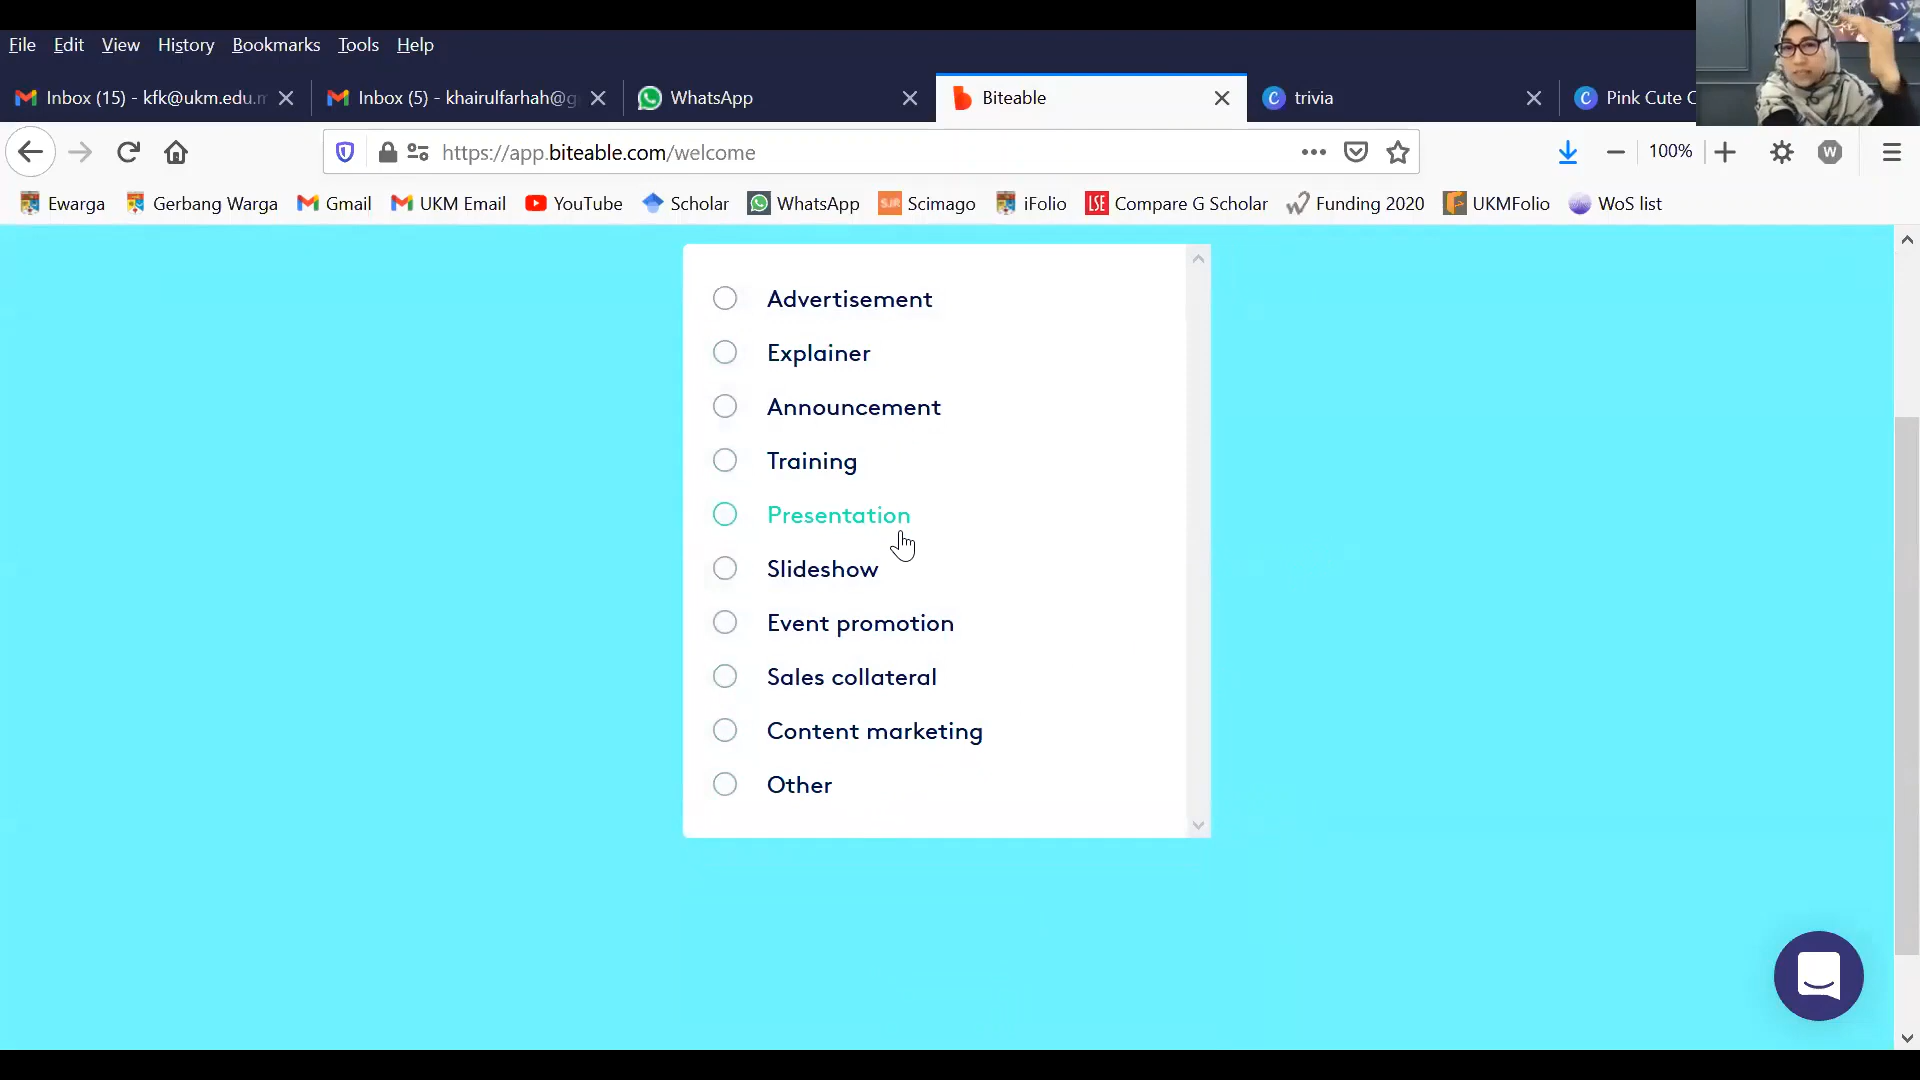 File Edit View History Bookmarks Tools Help
Inbox (15) - kfk@ukm.edu.m
Inbox (5) - khairulfarhah@g
WhatsApp
Biteable
trivia
Pink Cute C
https://app.biteable.com/welcome
100%
W
Ewarga
Gerbang Warga
Gmail
UKM Email
YouTube
Scholar
WhatsApp
SJR
Scimago
iFolio
LSE
Compare G Scholar
Funding 2020
UKMFolio
WoS list
Advertisement
Explainer
Announcement
Training
Presentation
Slideshow
Event promotion
Sales collateral
Content marketing
Other